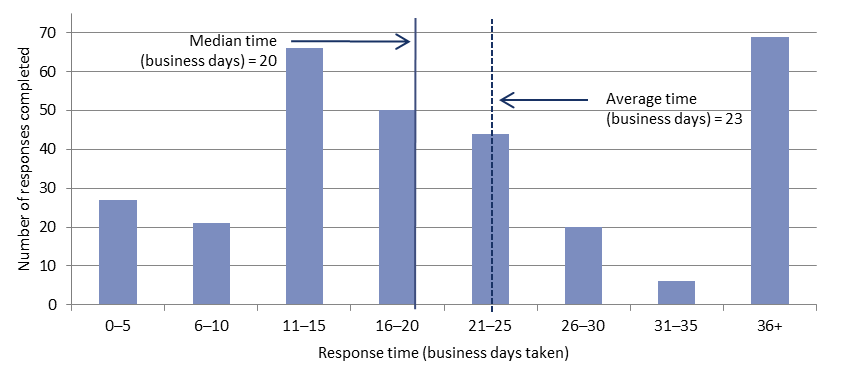 70
60
50
40
30
20
10
0
Number of responses completed
Median time
(business days) = 20
Average time
(business days) = 23
0–5 6–10 11–15 16–20 21–25 26–30 31–35 36+
Response time (business days taken)